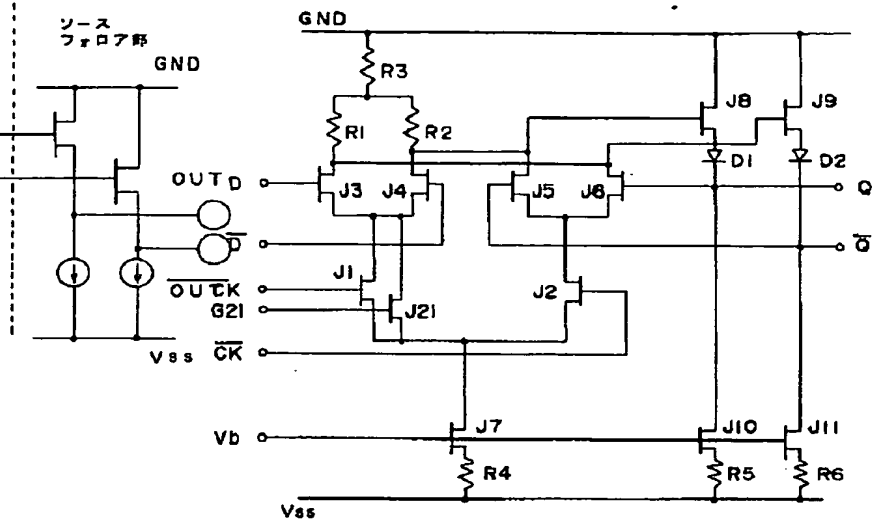 ソース
フォロア部
GND
OUT
OUT
Vss
GND
R3
R1
R2
J8
J9
D1
D2
D
J3
J4
J5
J6
Q
D
Q
J1
CK
J2
G21
J21
CK
Vb
J7
J10
J11
R4
R5
R6
Vss